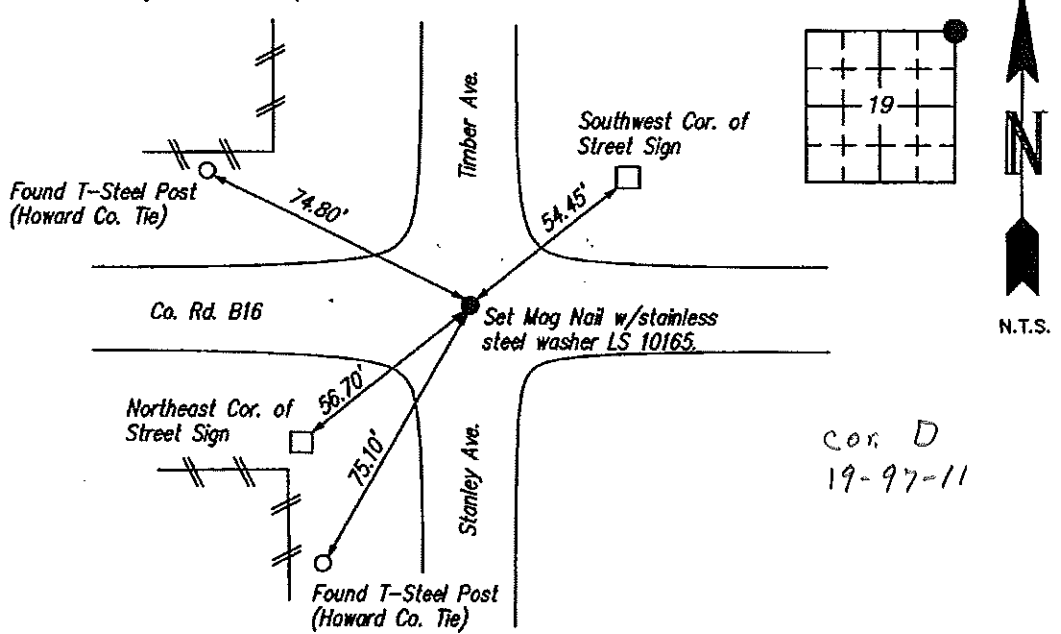 Timber Ave.
19
Southwest Cor. of
Street Sign
N
Found T-Steel Post
(Howard Co. Tie)
74.80'
54.45'
Co. Rd. B16
Set Mag Nail w/stainless
steel washer LS 10165.
N.T.S.
56.70'
Northeast Cor. of
Street Sign
75.10'
Stanley Ave.
cor. D
19-97-11
Found T-Steel Post
(Howard Co. Tie)